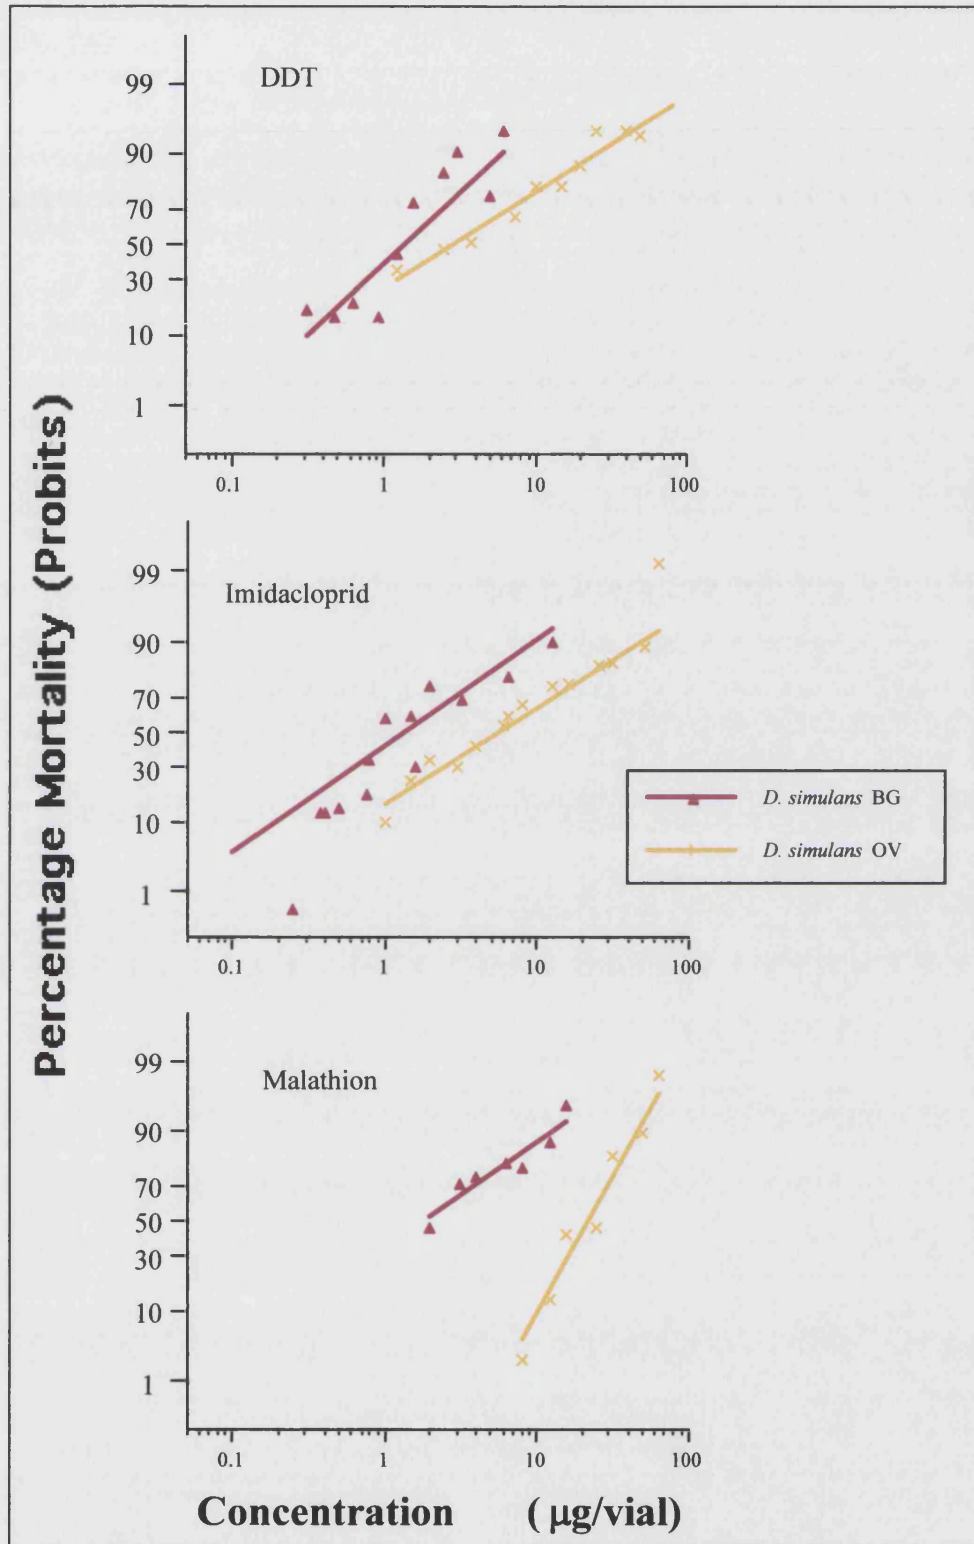 Percentage Mortality (Probits)
DDT
99
90
70
50
30
10
1
0.1 1 10 100
Imidacloprid
99
90
70
50
30
10
1
0.1 1 10 100
D. simulans BG
D. simulans OV
Malathion
99
90
70
50
30
10
1
0.1 1 10 100
Concentration (μg/vial)